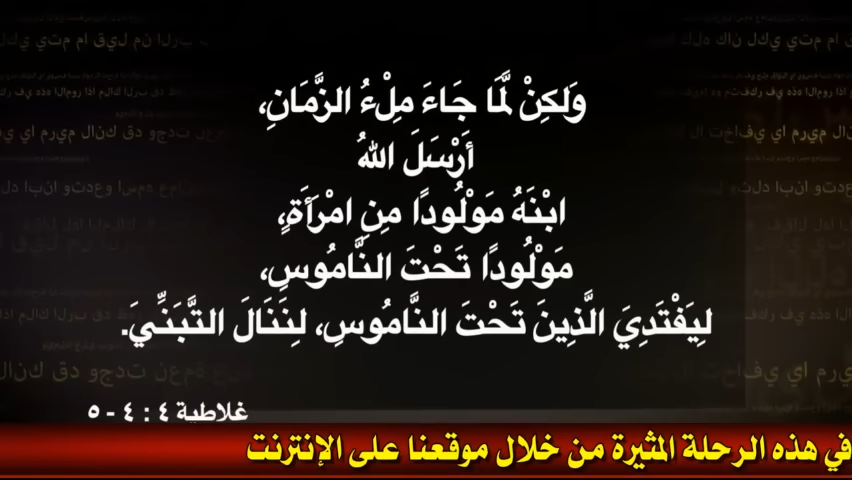 وَلكِنْ لَمَّا جَاءَ مِلْءُ الزَّمَانِ،
أَرْسَلَ اللهُ
ابْنَهُ مَوْلُودًا مِنِ امْرَأَةٍ،
مَوْلُودًا تَحْتَ النَّامُوسِ،
لِيَفْتَدِيَ الَّذِينَ تَحْتَ النَّامُوسِ، لِنَنَالَ التَّبَنِّيَ.
غلاطية ٤ : ٤ - ٥
في هذه الرحلة المثيرة من خلال موقعنا على الإنترنت